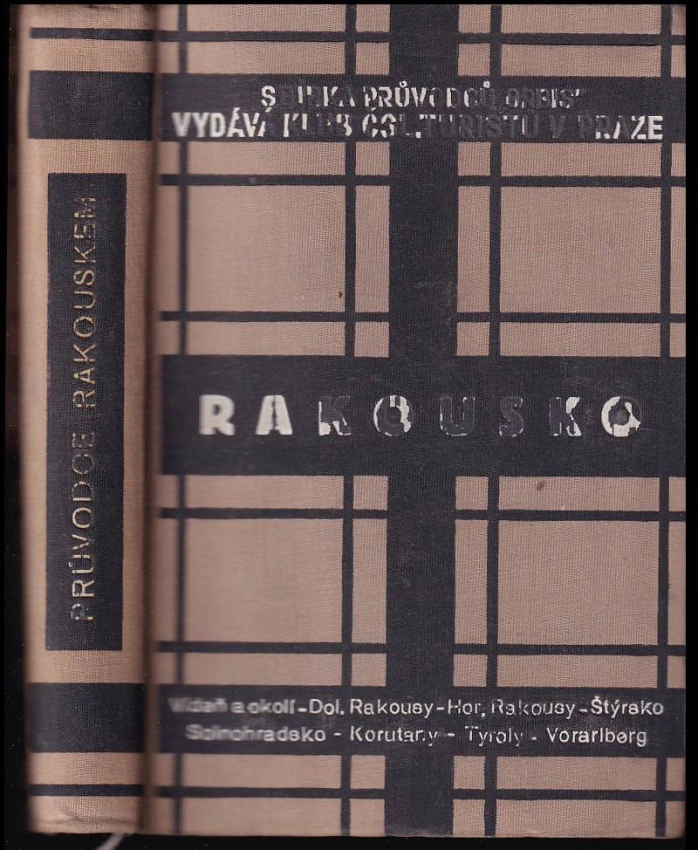 PRŮVODCE RAKOUSKEM
SBÍRKA PRŮVODCŮ „ORBIS"
VYDÁVÁ KLUB ČSL. TURISTŮ V PRAZE
RAKOUSKO
Vídeň a okolí - Dol. Rakousy - Hor. Rakousy - Štýrsko
Solnohradsko - Korutany - Tyroly - Vorarlberg